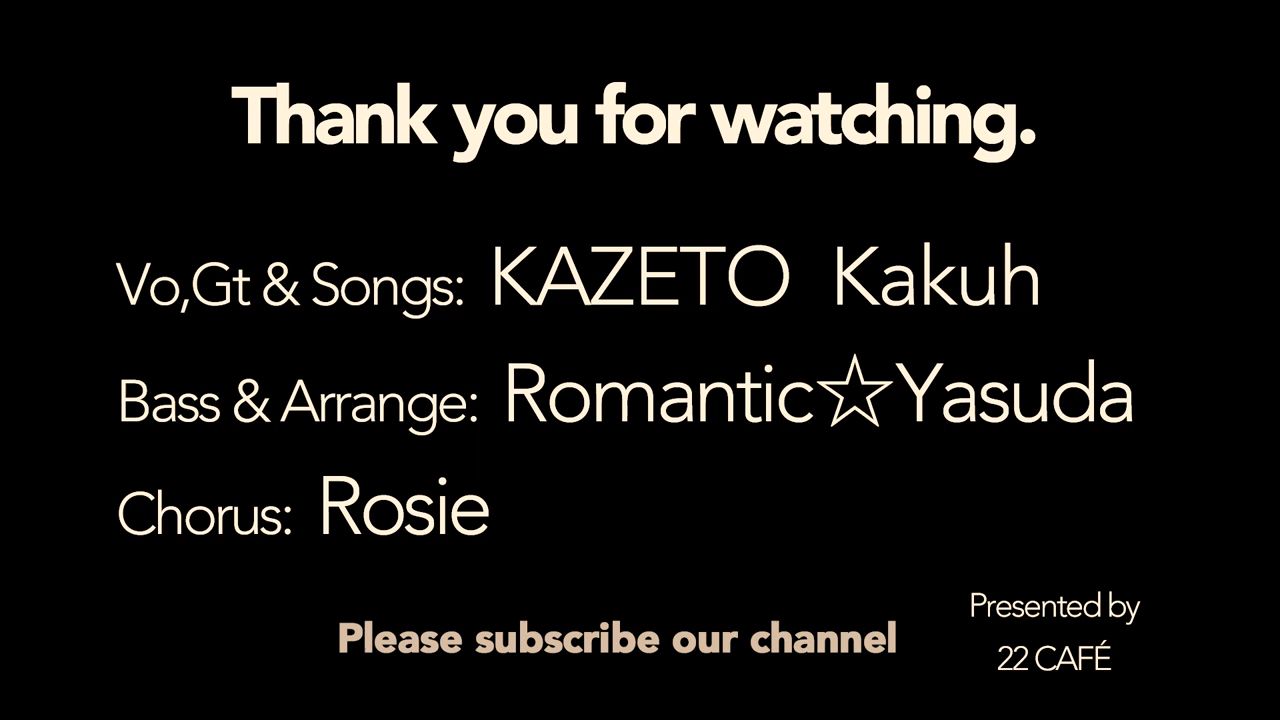 Thank you for watching.
Vo,Gt & Songs: KAZETO Kakuh
Bass & Arrange: Romantic☆Yasuda
Chorus: Rosie
Please subscribe our channel
Presented by
22 CAFÉ